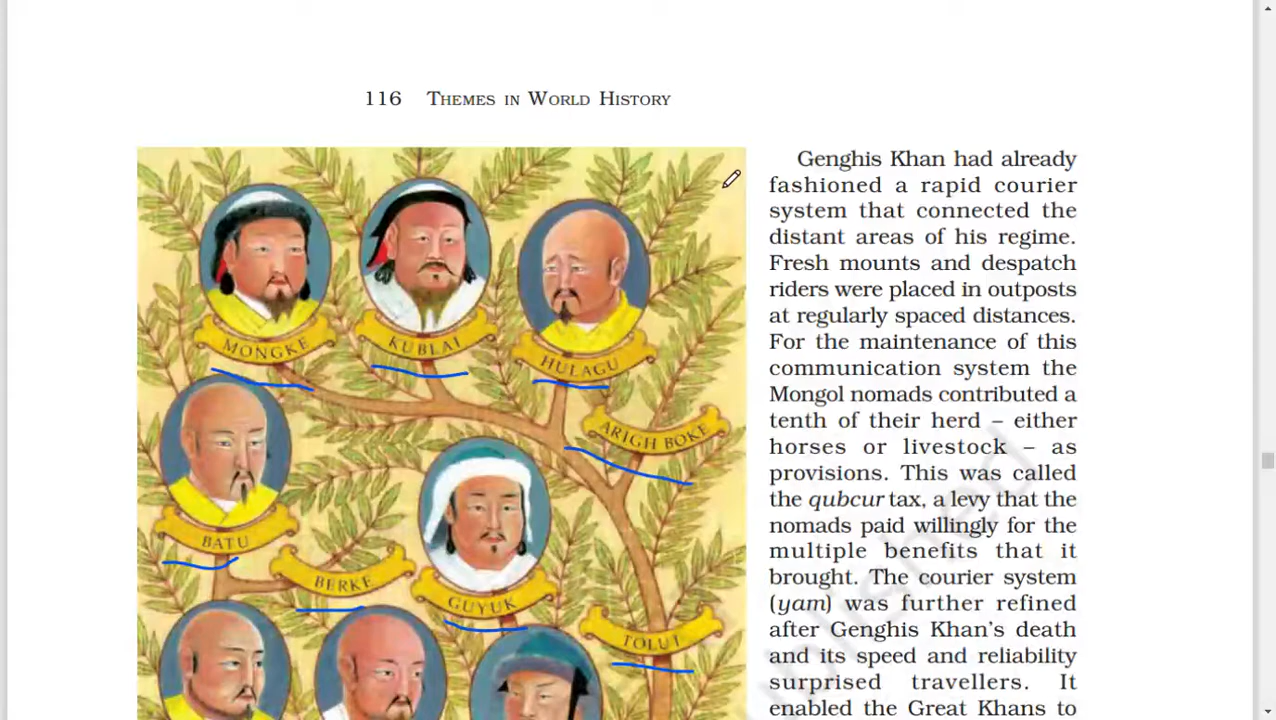 116 THEMES IN WORLD HISTORY
MONGKE
KUBLAI
HULAGU
ARIGH BOKE
BATU
BERKE
GUYUK
TOLUI
Genghis Khan had already
fashioned a rapid courier
system that connected the
distant areas of his regime.
Fresh mounts and despatch
riders were placed in outposts
at regularly spaced distances.
For the maintenance of this
communication system the
Mongol nomads contributed a
tenth of their herd – either
horses or livestock – as
provisions. This was called
the qubcur tax, a levy that the
nomads paid willingly for the
multiple benefits that it
brought. The courier system
(yam) was further refined
after Genghis Khan's death
and its speed and reliability
surprised travellers. It
enabled the Great Khans to